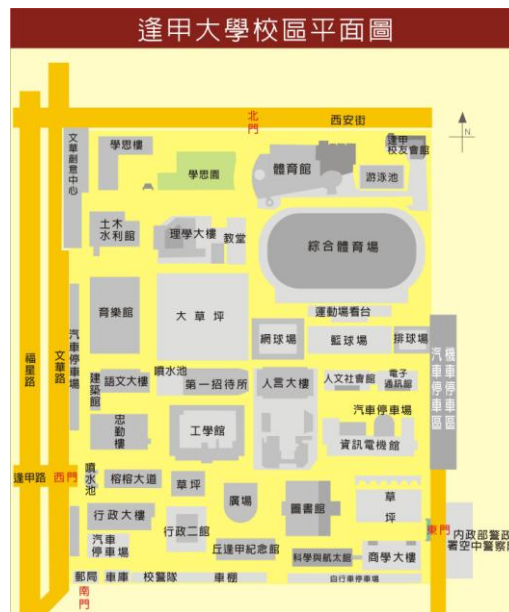 逢甲大學校區平面圖
西安街
北門
N
文華創意中心
學思樓
學思園
體育館
逢甲
校友會館
游泳池
土木
水利館
理學大樓
教堂
綜合體育場
福星路
文華路
汽車停車場
育樂館
大草坪
運動場看台
網球場
籃球場
排球場
汽車停車區
機車停車區
建築館
語文大樓
噴水池
第一招待所
人言大樓
人文社會館
電子
通訊館
忠勤樓
工學館
汽車停車場
資訊電機館
逢甲路
西門
噴水池
榕榕大道
草坪
廣場
圖書館
草坪
行政大樓
行政二館
東門
內政部警政
署空中警察隊
汽車
停車場
丘逢甲紀念館
科學與航太館
商學大樓
郵局
車庫
校警隊
車棚
自行車停車場
南門